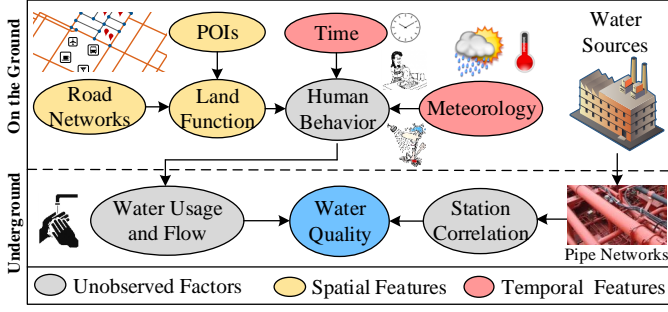 On the Ground
POIs
Time
Water
Sources
Road
Networks
Land
Function
Human
Behavior
Meteorology
Underground
Water Usage
and Flow
Water
Quality
Station
Correlation
Pipe Networks
Unobserved Factors
Spatial Features
Temporal Features